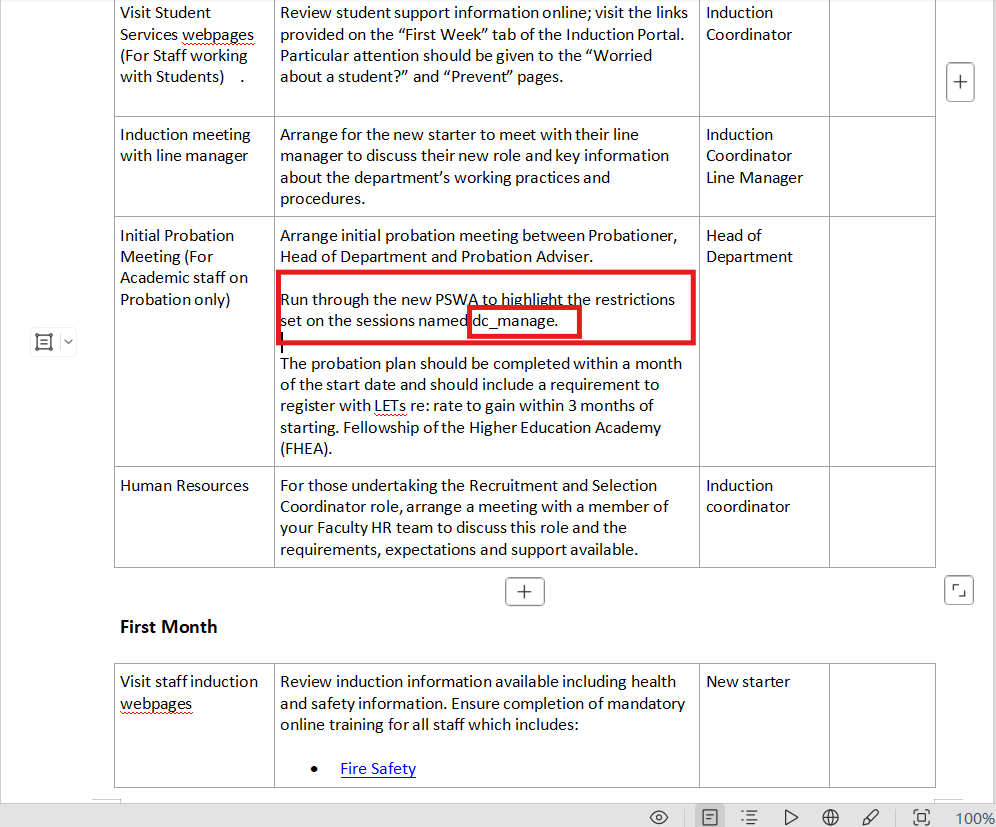 Visit Student
Services webpages
(For Staff working
with Students)   .
Review student support information online; visit the links
provided on the “First Week” tab of the Induction Portal.
Particular attention should be given to the “Worried
about a student?” and “Prevent” pages.
Induction
Coordinator
Induction meeting
with line manager
Arrange for the new starter to meet with their line
manager to discuss their new role and key information
about the department’s working practices and
procedures.
Induction
Coordinator
Line Manager
Initial Probation
Meeting (For
Academic staff on
Probation only)
Arrange initial probation meeting between Probationer,
Head of Department and Probation Adviser.
Run through the new PSWA to highlight the restrictions
set on the sessions named dc_manage.
The probation plan should be completed within a month
of the start date and should include a requirement to
register with LETs re: rate to gain within 3 months of
starting. Fellowship of the Higher Education Academy
(FHEA).
Head of
Department
Human Resources
For those undertaking the Recruitment and Selection
Coordinator role, arrange a meeting with a member of
your Faculty HR team to discuss this role and the
requirements, expectations and support available.
Induction
coordinator
First Month
Visit staff induction
webpages
Review induction information available including health
and safety information. Ensure completion of mandatory
online training for all staff which includes:
• Fire Safety
New starter
100%